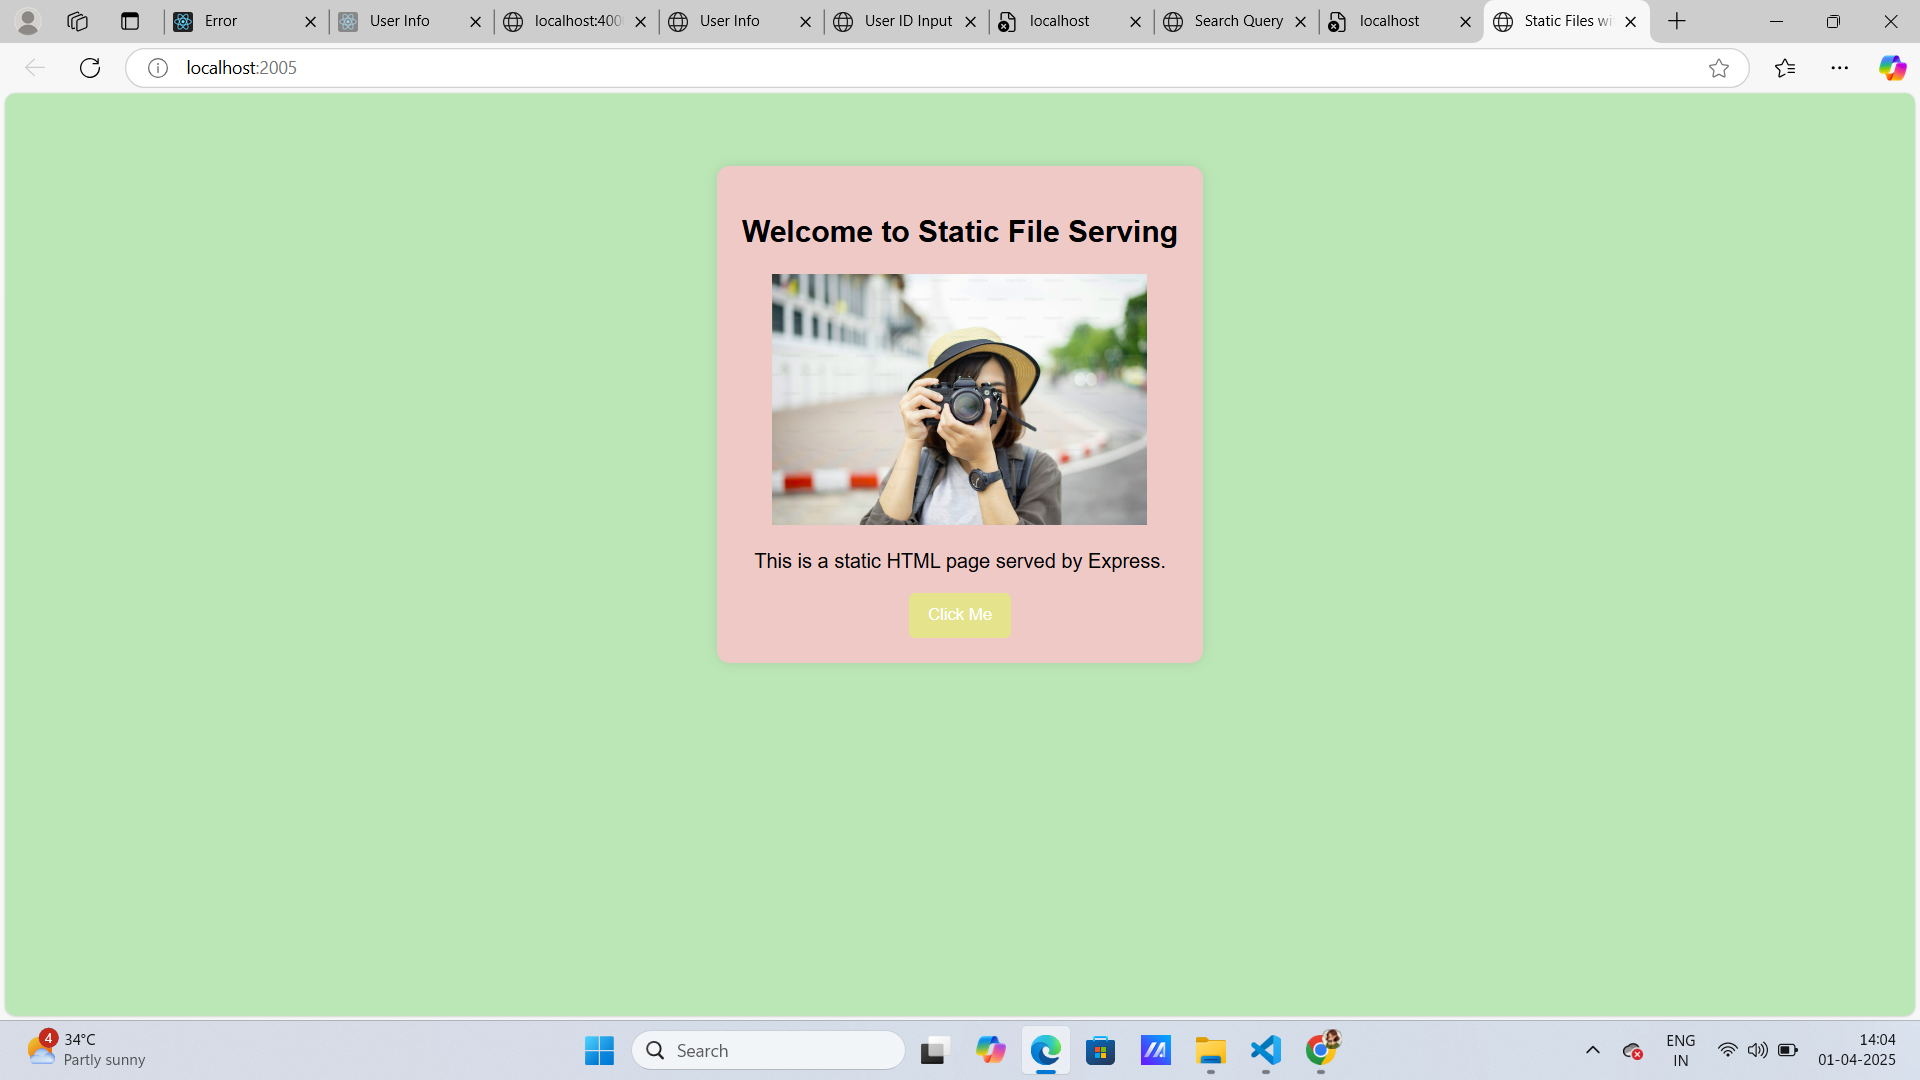 Error
User Info
localhost:400
User Info
User ID Input
localhost
Search Query
localhost
Static Files wi
localhost:2005
Welcome to Static File Serving
This is a static HTML page served by Express.
Click Me
4
34°C
Partly sunny
Search
ENG
IN
14:04
01-04-2025